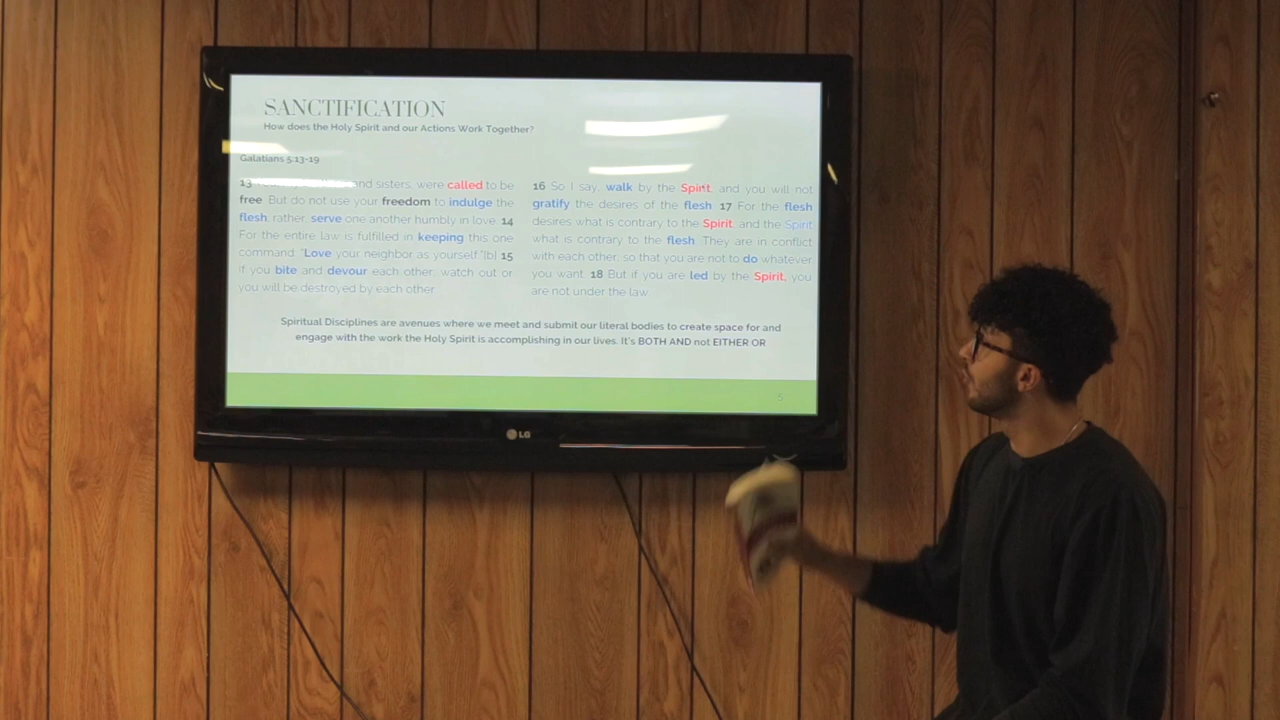 SANCTIFICATION
How does the Holy Spirit and our Actions Work Together?
Galatians 5:13-19
13 and sisters, were called to be
free. But do not use your freedom to indulge the
flesh; rather, serve one another humbly in love. 14
For the entire law is fulfilled in keeping this one
command: "Love your neighbor as yourself."[b] 15
If you bite and devour each other, watch out or
you will be destroyed by each other.
16 So I say, walk by the Spirit, and you will not
gratify the desires of the flesh. 17 For the flesh
desires what is contrary to the Spirit, and the Spirit
what is contrary to the flesh. They are in conflict
with each other, so that you are not to do whatever
you want. 18 But if you are led by the Spirit, you
are not under the law.
Spiritual Disciplines are avenues where we meet and submit our literal bodies to create space for and
engage with the work the Holy Spirit is accomplishing in our lives. It's BOTH AND not EITHER OR
5
LG